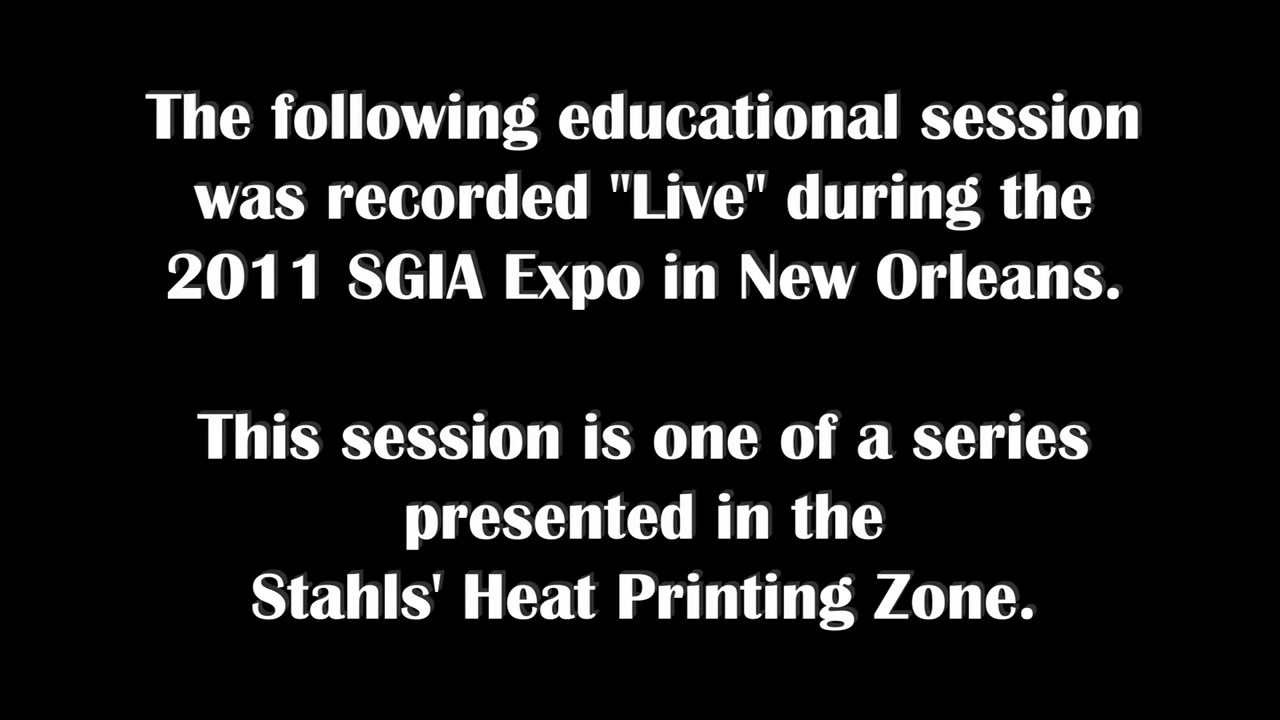 The following educational session
was recorded "Live" during the
2011 SGIA Expo in New Orleans.
This session is one of a series
presented in the
Stahls' Heat Printing Zone.